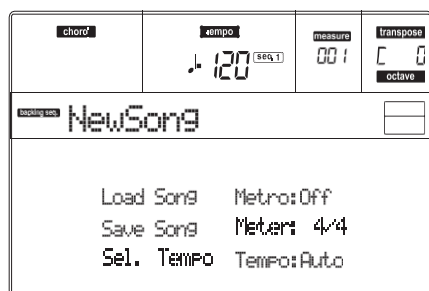 chord tempo measure transpose
♩- 120 seq. 1 001 C 0
octave
backing seq. NewSong
Load Song Metro:Off
Save Song Meter: 4/4
Sel. Tempo Tempo:Auto